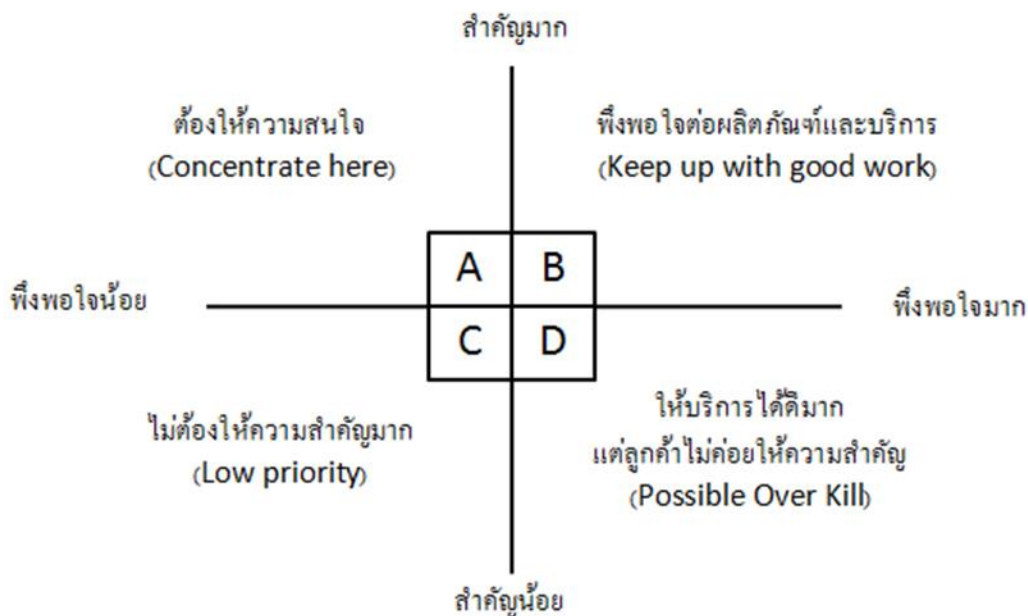 สำคัญมาก
ต้องให้ความสนใจ
(Concentrate here)
พึงพอใจต่อผลิตภัณฑ์และบริการ
(Keep up with good work)
A
B
พึงพอใจน้อย
พึงพอใจมาก
C
D
ไม่ต้องให้ความสำคัญมาก
(Low priority)
ให้บริการได้ดีมาก
แต่ลูกค้าไม่ค่อยให้ความสำคัญ
(Possible Over Kill)
สำคัญน้อย